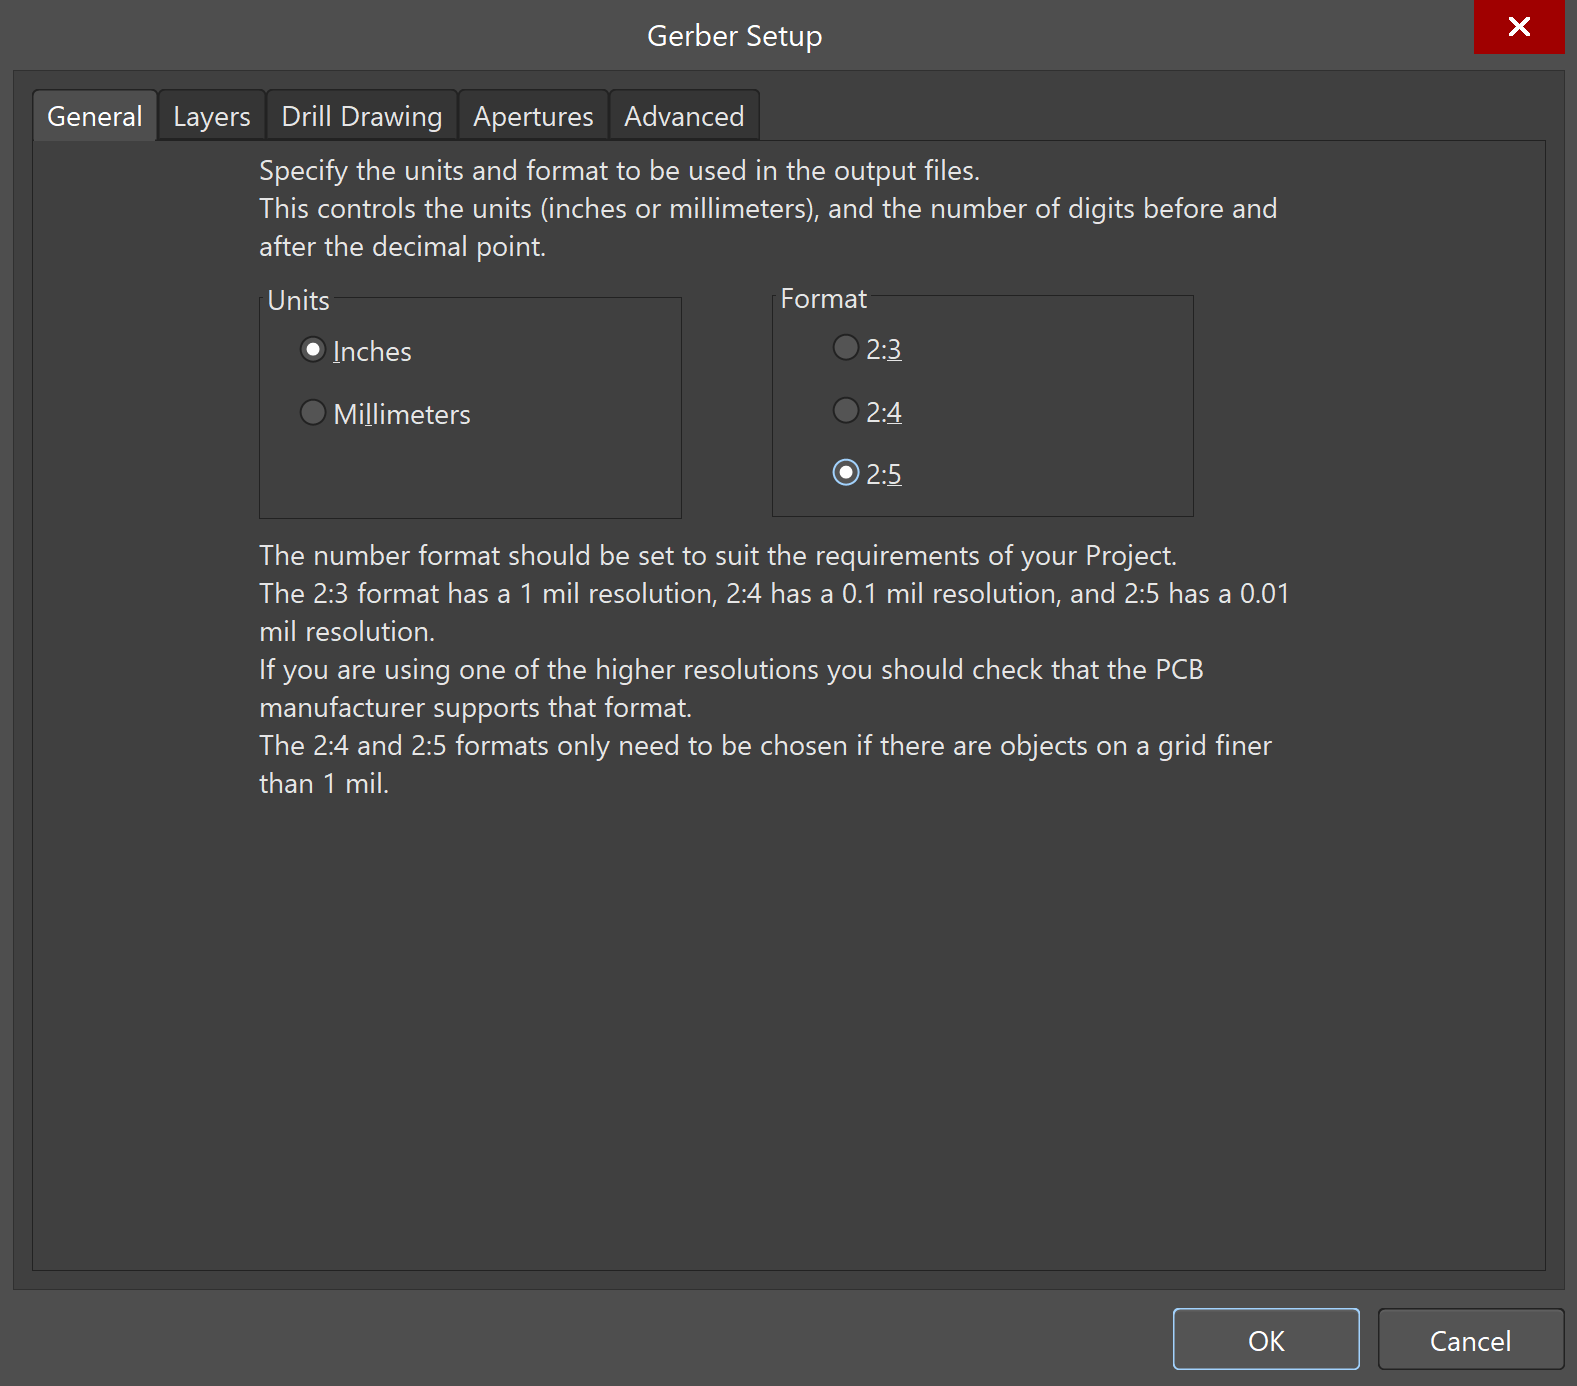 Gerber Setup
General Layers Drill Drawing Apertures Advanced
Specify the units and format to be used in the output files.
This controls the units (inches or millimeters), and the number of digits before and
after the decimal point.
Units
Inches
Millimeters
Format
2:3
2:4
2:5
The number format should be set to suit the requirements of your Project.
The 2:3 format has a 1 mil resolution, 2:4 has a 0.1 mil resolution, and 2:5 has a 0.01
mil resolution.
If you are using one of the higher resolutions you should check that the PCB
manufacturer supports that format.
The 2:4 and 2:5 formats only need to be chosen if there are objects on a grid finer
than 1 mil.
OK Cancel